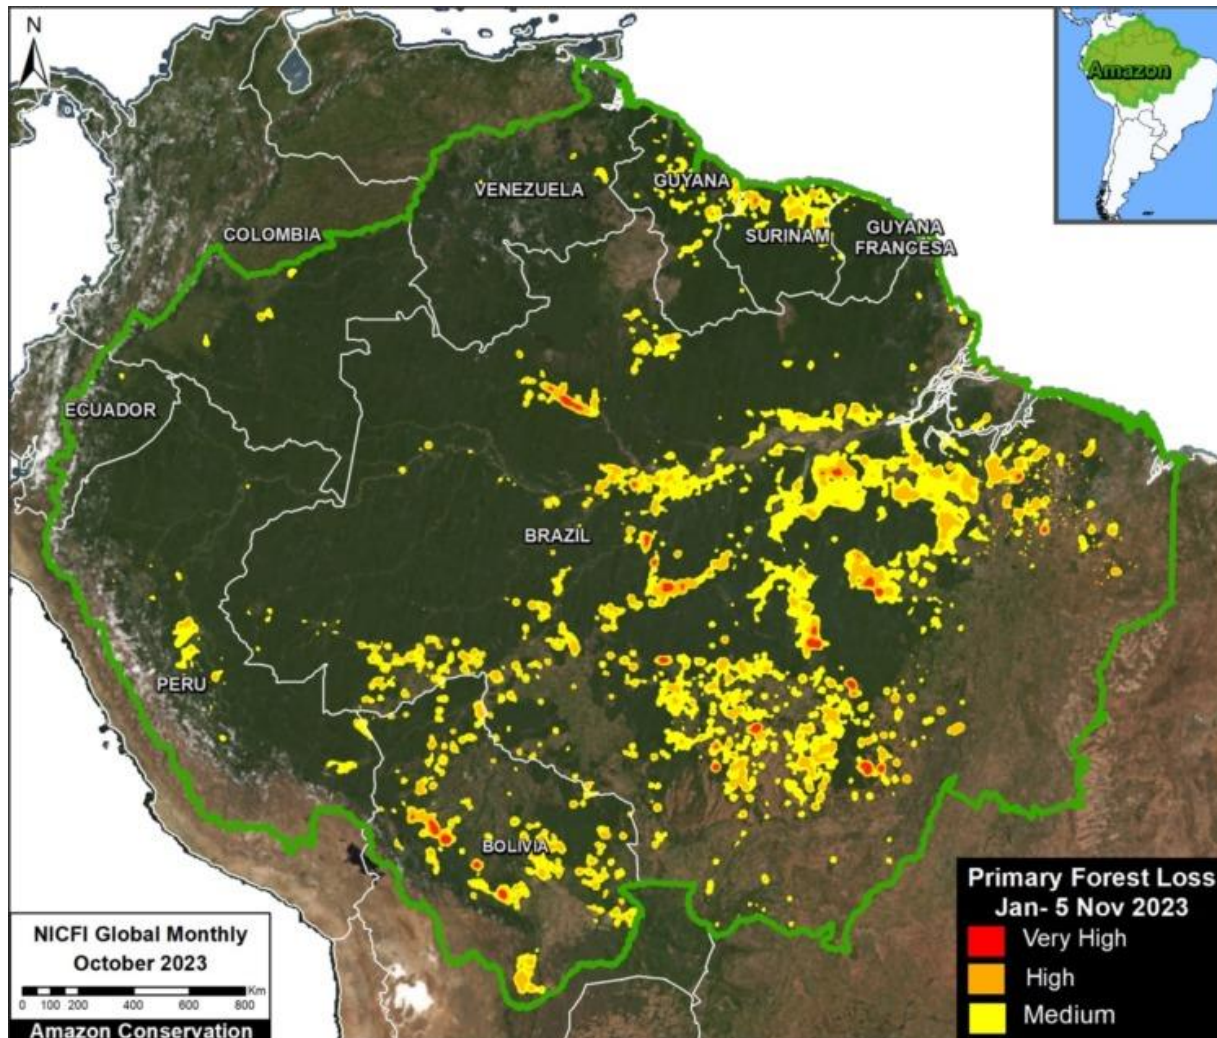 N
Amazon
VENEZUELA
GUYANA
COLOMBIA
SURINAM
GUYANA
FRANCESA
ECUADOR
BRAZIL
PERU
BOLIVIA
Primary Forest Loss
Jan- 5 Nov 2023
Very High
High
Medium
NICFI Global Monthly
October 2023
Km
0 100 200 400 600 800
Amazon Conservation